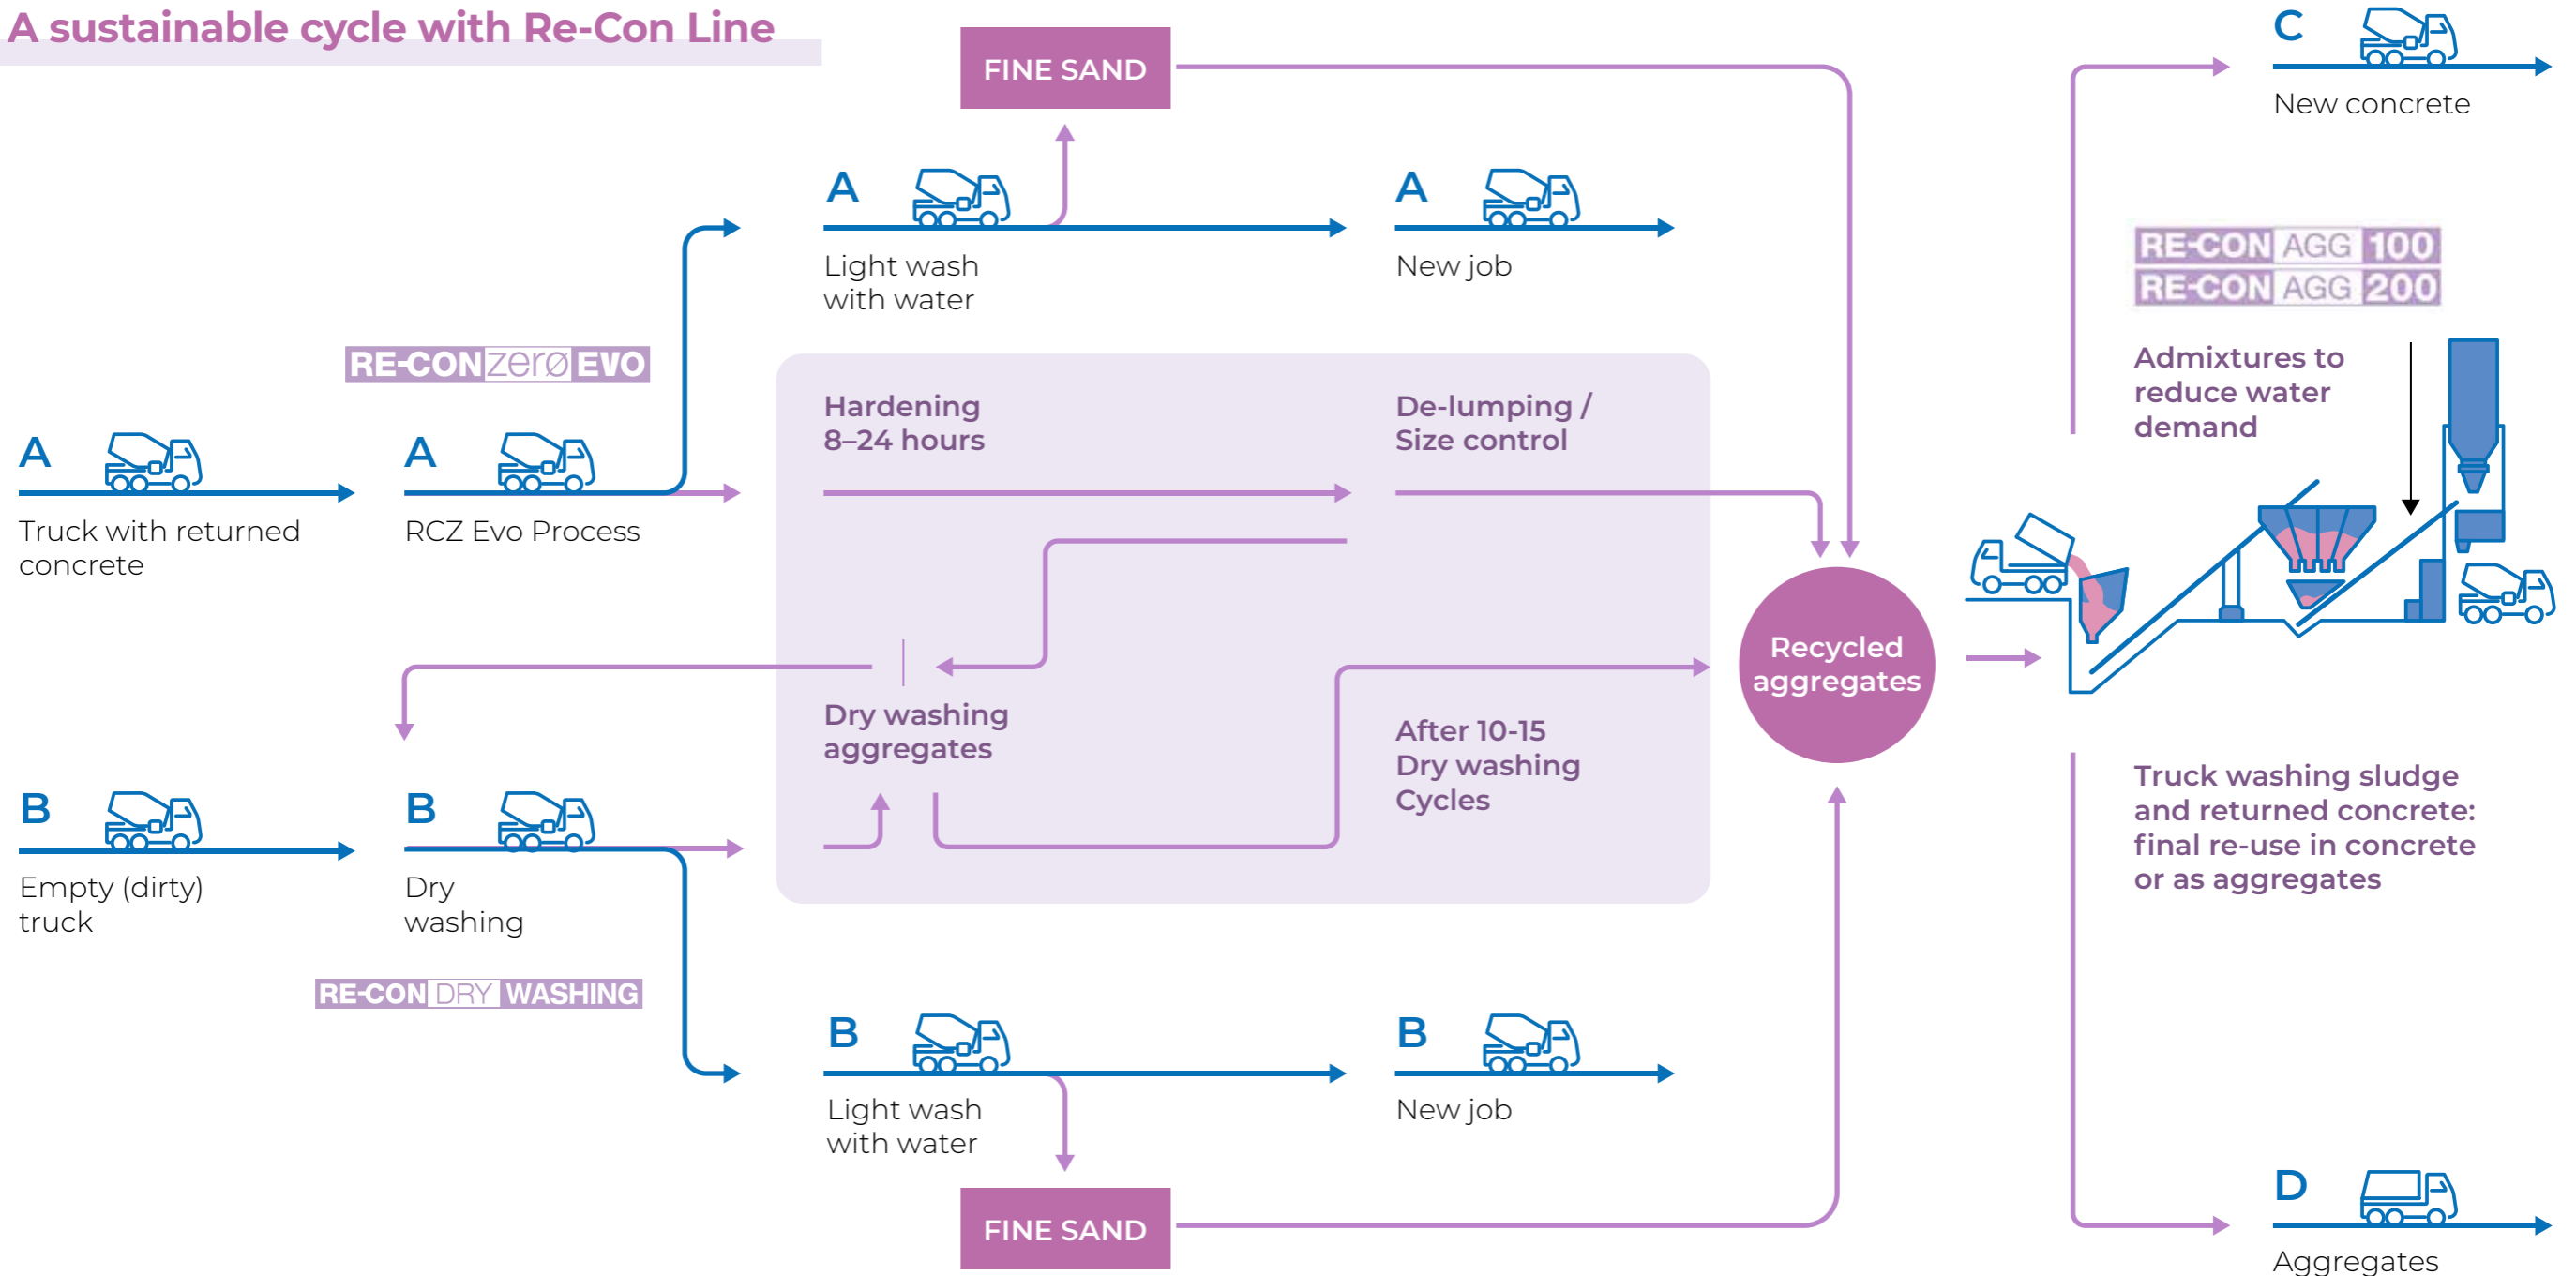 A sustainable cycle with Re-Con Line
FINE SAND
C
New concrete
A
Light wash
with water
A
New job
RE-CON AGG 100
RE-CON AGG 200
Admixtures to
reduce water
demand
RE-CON zerø EVO
A
Truck with returned
concrete
A
RCZ Evo Process
Hardening
8–24 hours
De-lumping /
Size control
Recycled
aggregates
Dry washing
aggregates
After 10-15
Dry washing
Cycles
B
Empty (dirty)
truck
B
Dry
washing
RE-CON DRY WASHING
Truck washing sludge
and returned concrete:
final re-use in concrete
or as aggregates
B
Light wash
with water
B
New job
FINE SAND
D
Aggregates